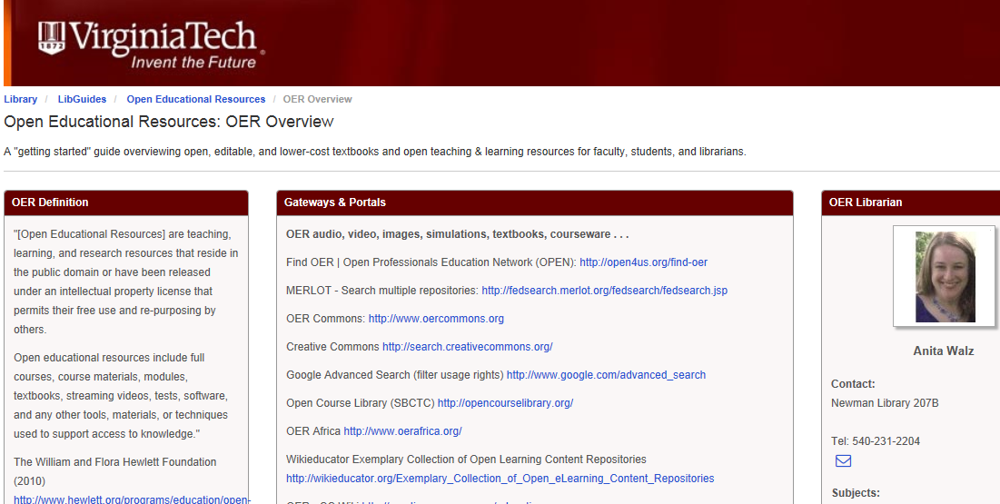 VirginiaTech
1872
Invent the Future
Library / LibGuides / Open Educational Resources / OER Overview
Open Educational Resources: OER Overview
A "getting started" guide overviewing open, editable, and lower-cost textbooks and open teaching & learning resources for faculty, students, and librarians.
OER Definition
"[Open Educational Resources] are teaching,
learning, and research resources that reside in
the public domain or have been released
under an intellectual property license that
permits their free use and re-purposing by
others.
Open educational resources include full
courses, course materials, modules,
textbooks, streaming videos, tests, software,
and any other tools, materials, or techniques
used to support access to knowledge."
The William and Flora Hewlett Foundation
(2010)
http://www.hewlett.org/programs/education/open-
Gateways & Portals
OER audio, video, images, simulations, textbooks, courseware . . .
Find OER | Open Professionals Education Network (OPEN): http://open4us.org/find-oer
MERLOT - Search multiple repositories: http://fedsearch.merlot.org/fedsearch/fedsearch.jsp
OER Commons: http://www.oercommons.org
Creative Commons http://search.creativecommons.org/
Google Advanced Search (filter usage rights) http://www.google.com/advanced_search
Open Course Library (SBCTC) http://opencourselibrary.org/
OER Africa http://www.oerafrica.org/
Wikieducator Exemplary Collection of Open Learning Content Repositories
http://wikieducator.org/Exemplary_Collection_of_Open_eLearning_Content_Repositories
OER Librarian
Anita Walz
Contact:
Newman Library 207B
Tel: 540-231-2204
Subjects: